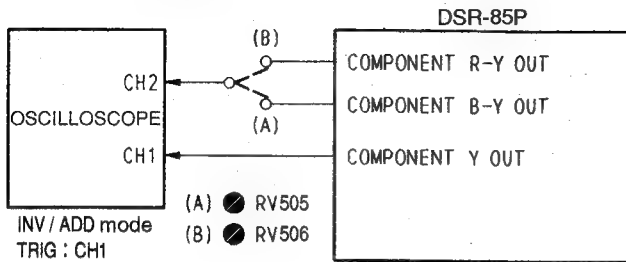 DSR-85P
(B)
COMPONENT R-Y OUT
CH2
OSCILLOSCOPE
COMPONENT B-Y OUT
(A)
CH1
COMPONENT Y OUT
(A) RV505
(B) RV506
INV / ADD mode
TRIG : CH1